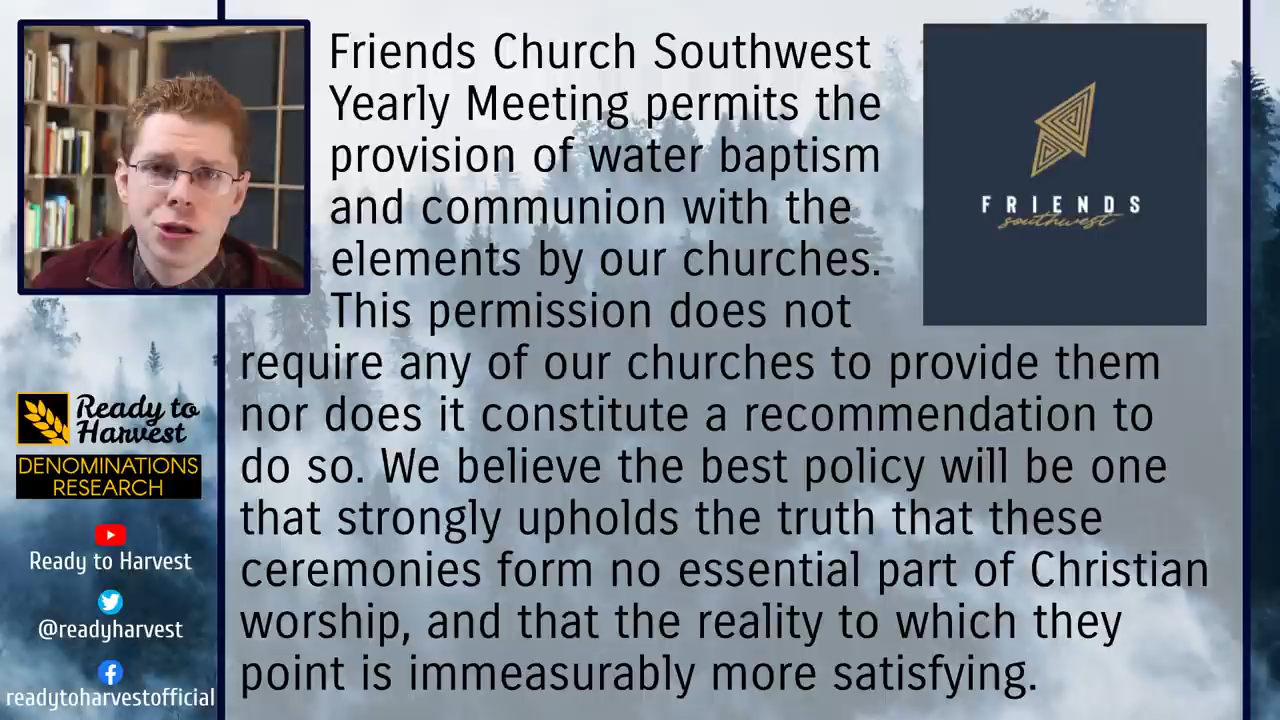 Friends Church Southwest
Yearly Meeting permits the
provision of water baptism
and communion with the
elements by our churches.
This permission does not
require any of our churches to provide them
nor does it constitute a recommendation to
do so. We believe the best policy will be one
that strongly upholds the truth that these
ceremonies form no essential part of Christian
worship, and that the reality to which they
point is immeasurably more satisfying.
FRIENDS
southwest
Ready to
Harvest
DENOMINATIONS
RESEARCH
Ready to Harvest
@readyharvest
readytoharvestofficial